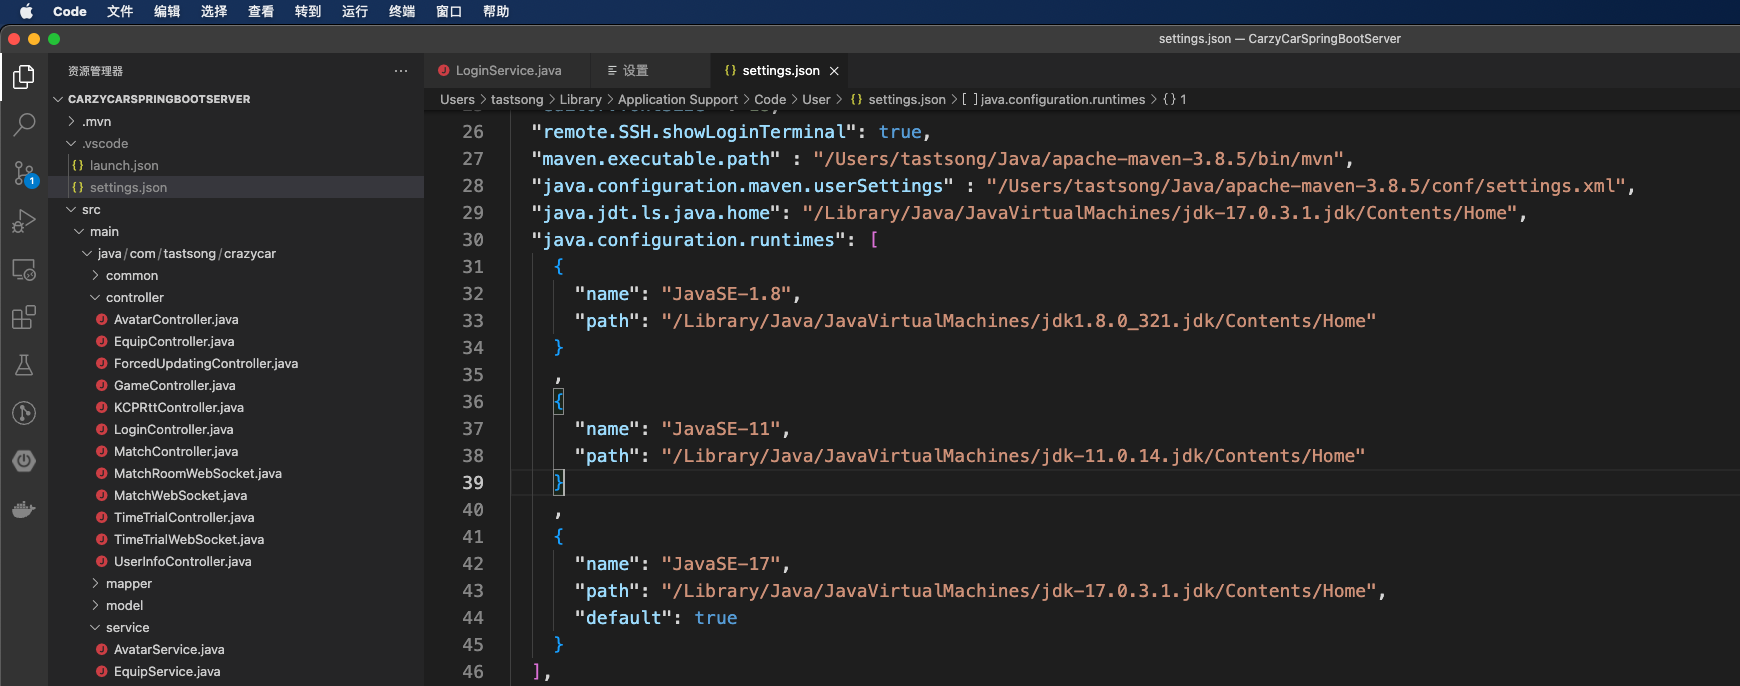 Code 文件 编辑 选择 查看 转到 运行 终端 窗口 帮助
settings.json — CarzyCarSpringBootServer
资源管理器 ···
CARZYCARSPRINGBOOTSERVER
.mvn
.vscode
{} launch.json
{} settings.json
src
main
java/com/tastsong/crazycar
common
controller
J AvatarController.java
J EquipController.java
J ForcedUpdatingController.java
J GameController.java
J KCPRttController.java
J LoginController.java
J MatchController.java
J MatchRoomWebSocket.java
J MatchWebSocket.java
J TimeTrialController.java
J TimeTrialWebSocket.java
J UserInfoController.java
mapper
model
service
J AvatarService.java
J EquipService.java
1
J LoginService.java 设置 {} settings.json ×
Users > tastsong > Library > Application Support > Code > User > {} settings.json > [ ] java.configuration.runtimes > {} 1
26 "remote.SSH.showLoginTerminal": true,
27 "maven.executable.path" : "/Users/tastsong/Java/apache-maven-3.8.5/bin/mvn",
28 "java.configuration.maven.userSettings" : "/Users/tastsong/Java/apache-maven-3.8.5/conf/settings.xml",
29 "java.jdt.ls.java.home": "/Library/Java/JavaVirtualMachines/jdk-17.0.3.1.jdk/Contents/Home",
30 "java.configuration.runtimes": [
31 {
32 "name": "JavaSE-1.8",
33 "path": "/Library/Java/JavaVirtualMachines/jdk1.8.0_321.jdk/Contents/Home"
34 }
35 ,
36 {
37 "name": "JavaSE-11",
38 "path": "/Library/Java/JavaVirtualMachines/jdk-11.0.14.jdk/Contents/Home"
39 }
40 ,
41 {
42 "name": "JavaSE-17",
43 "path": "/Library/Java/JavaVirtualMachines/jdk-17.0.3.1.jdk/Contents/Home",
44 "default": true
45 }
46 ],